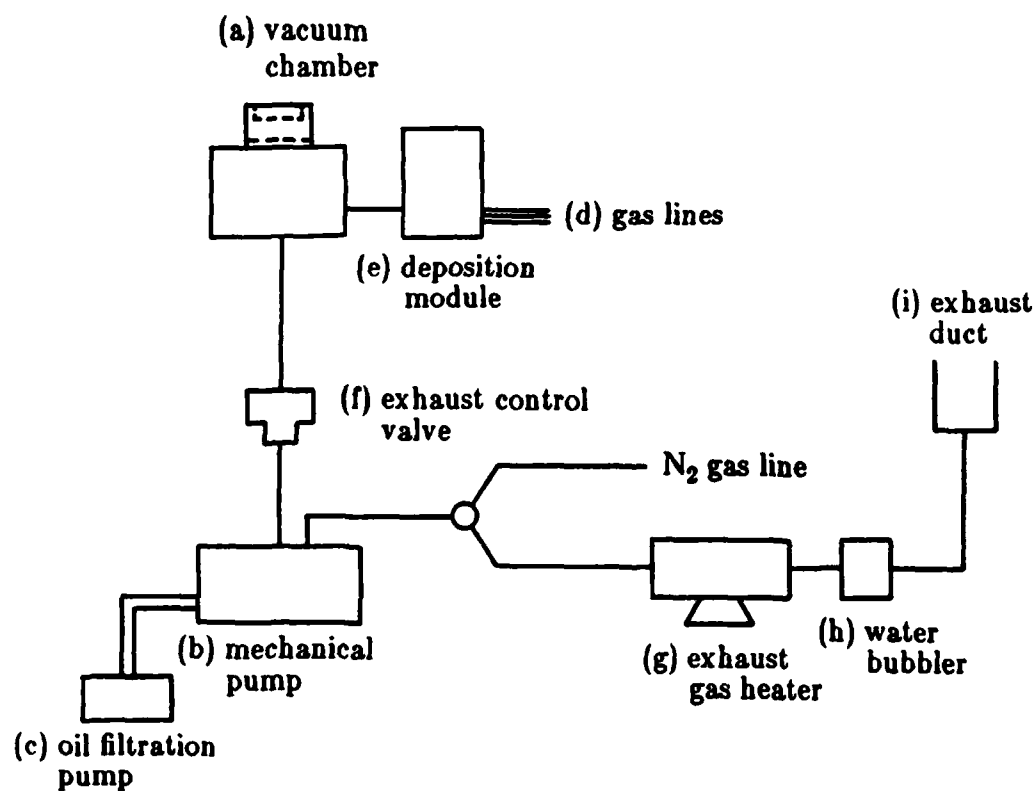 (a) vacuum
chamber
(d) gas lines
(e) deposition
module
(i) exhaust
duct
(f) exhaust control
valve
N₂ gas line
(b) mechanical
pump
(g) exhaust
gas heater
(h) water
bubbler
(c) oil filtration
pump